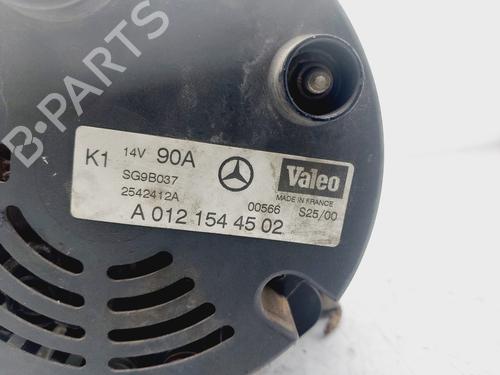 B-PARTS
K1 14V 90A
SG9B037
2542412A
A 012 154 45 02
Valeo
MADE IN FRANCE
00566 S25/00